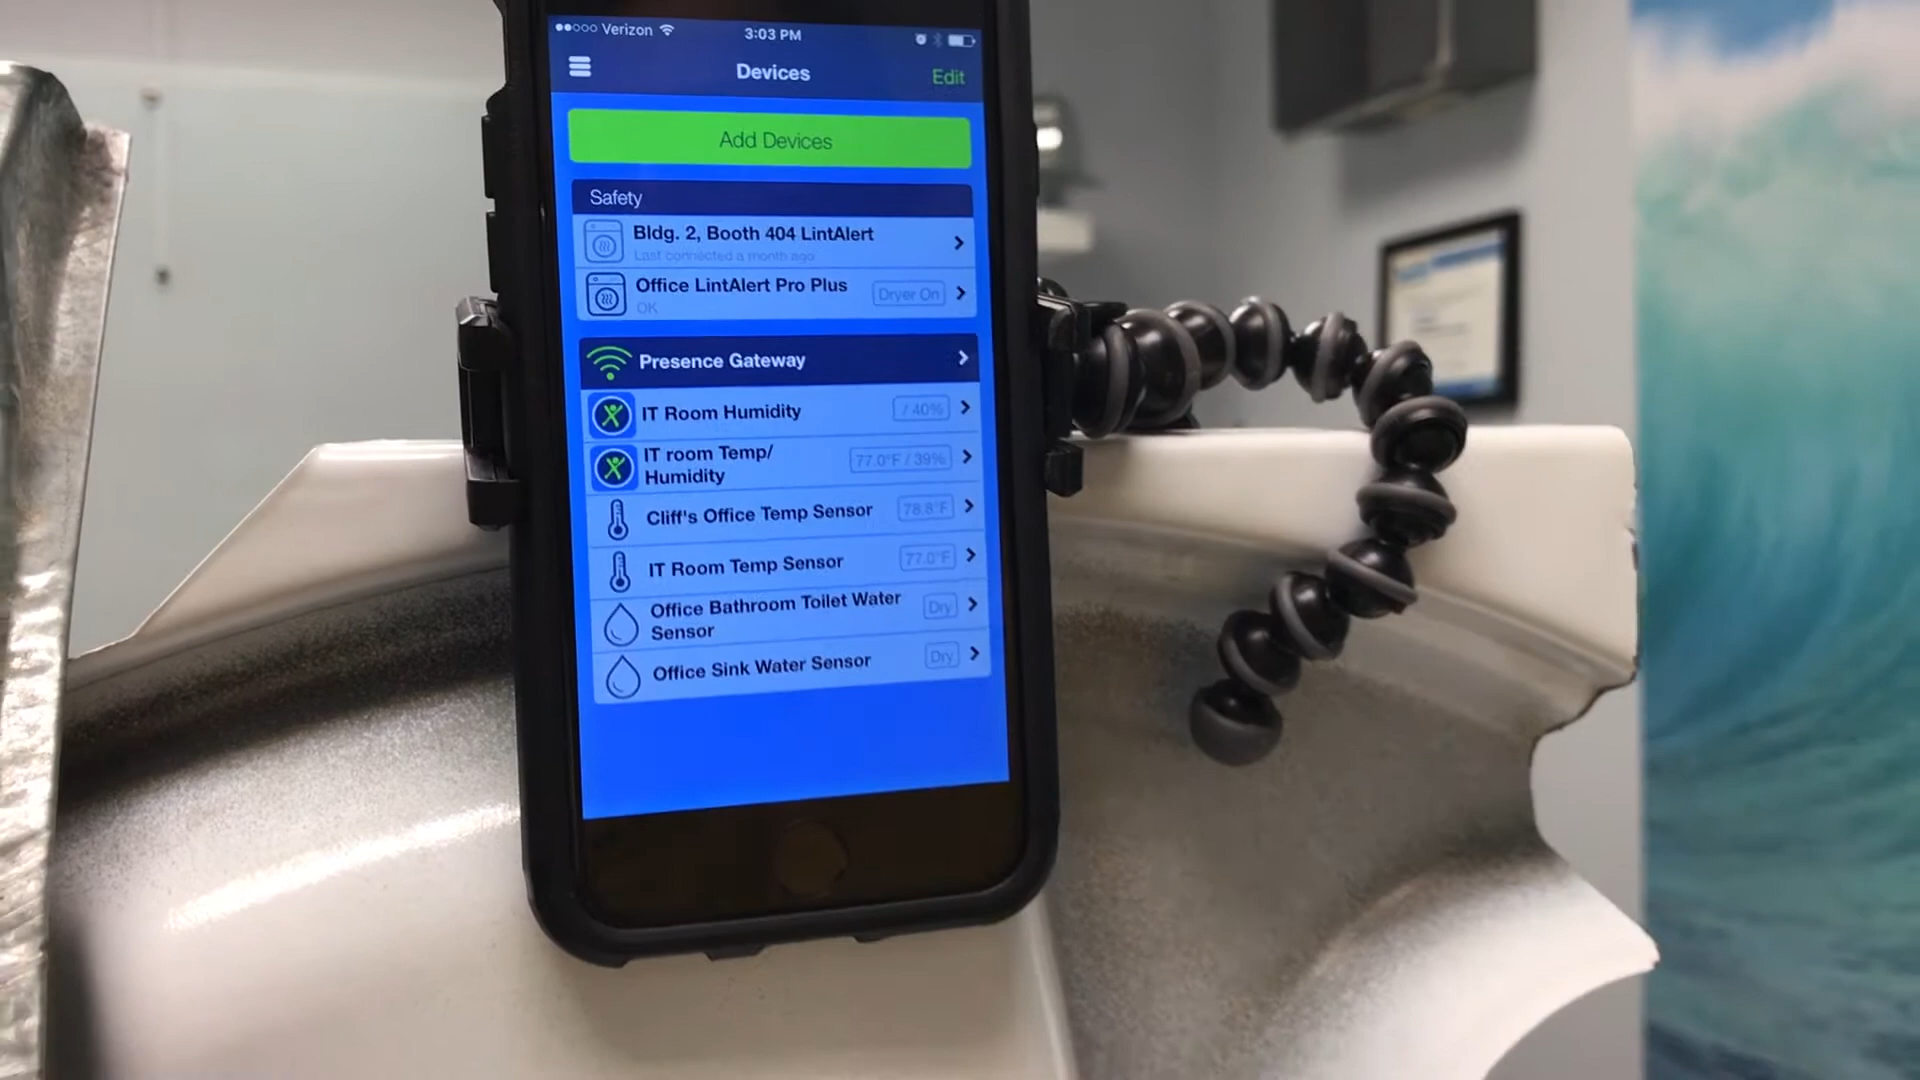 Verizon 3:03 PM
Devices Edit
Add Devices
Safety
Bldg. 2, Booth 404 LintAlert
Last connected a month ago
Office LintAlert Pro Plus Dryer On
OK
Presence Gateway
IT Room Humidity / 40%
IT room Temp/ 77.0°F / 39%
Humidity
Cliff's Office Temp Sensor 78.8°F
IT Room Temp Sensor 77.0°F
Office Bathroom Toilet Water Dry
Sensor
Office Sink Water Sensor Dry